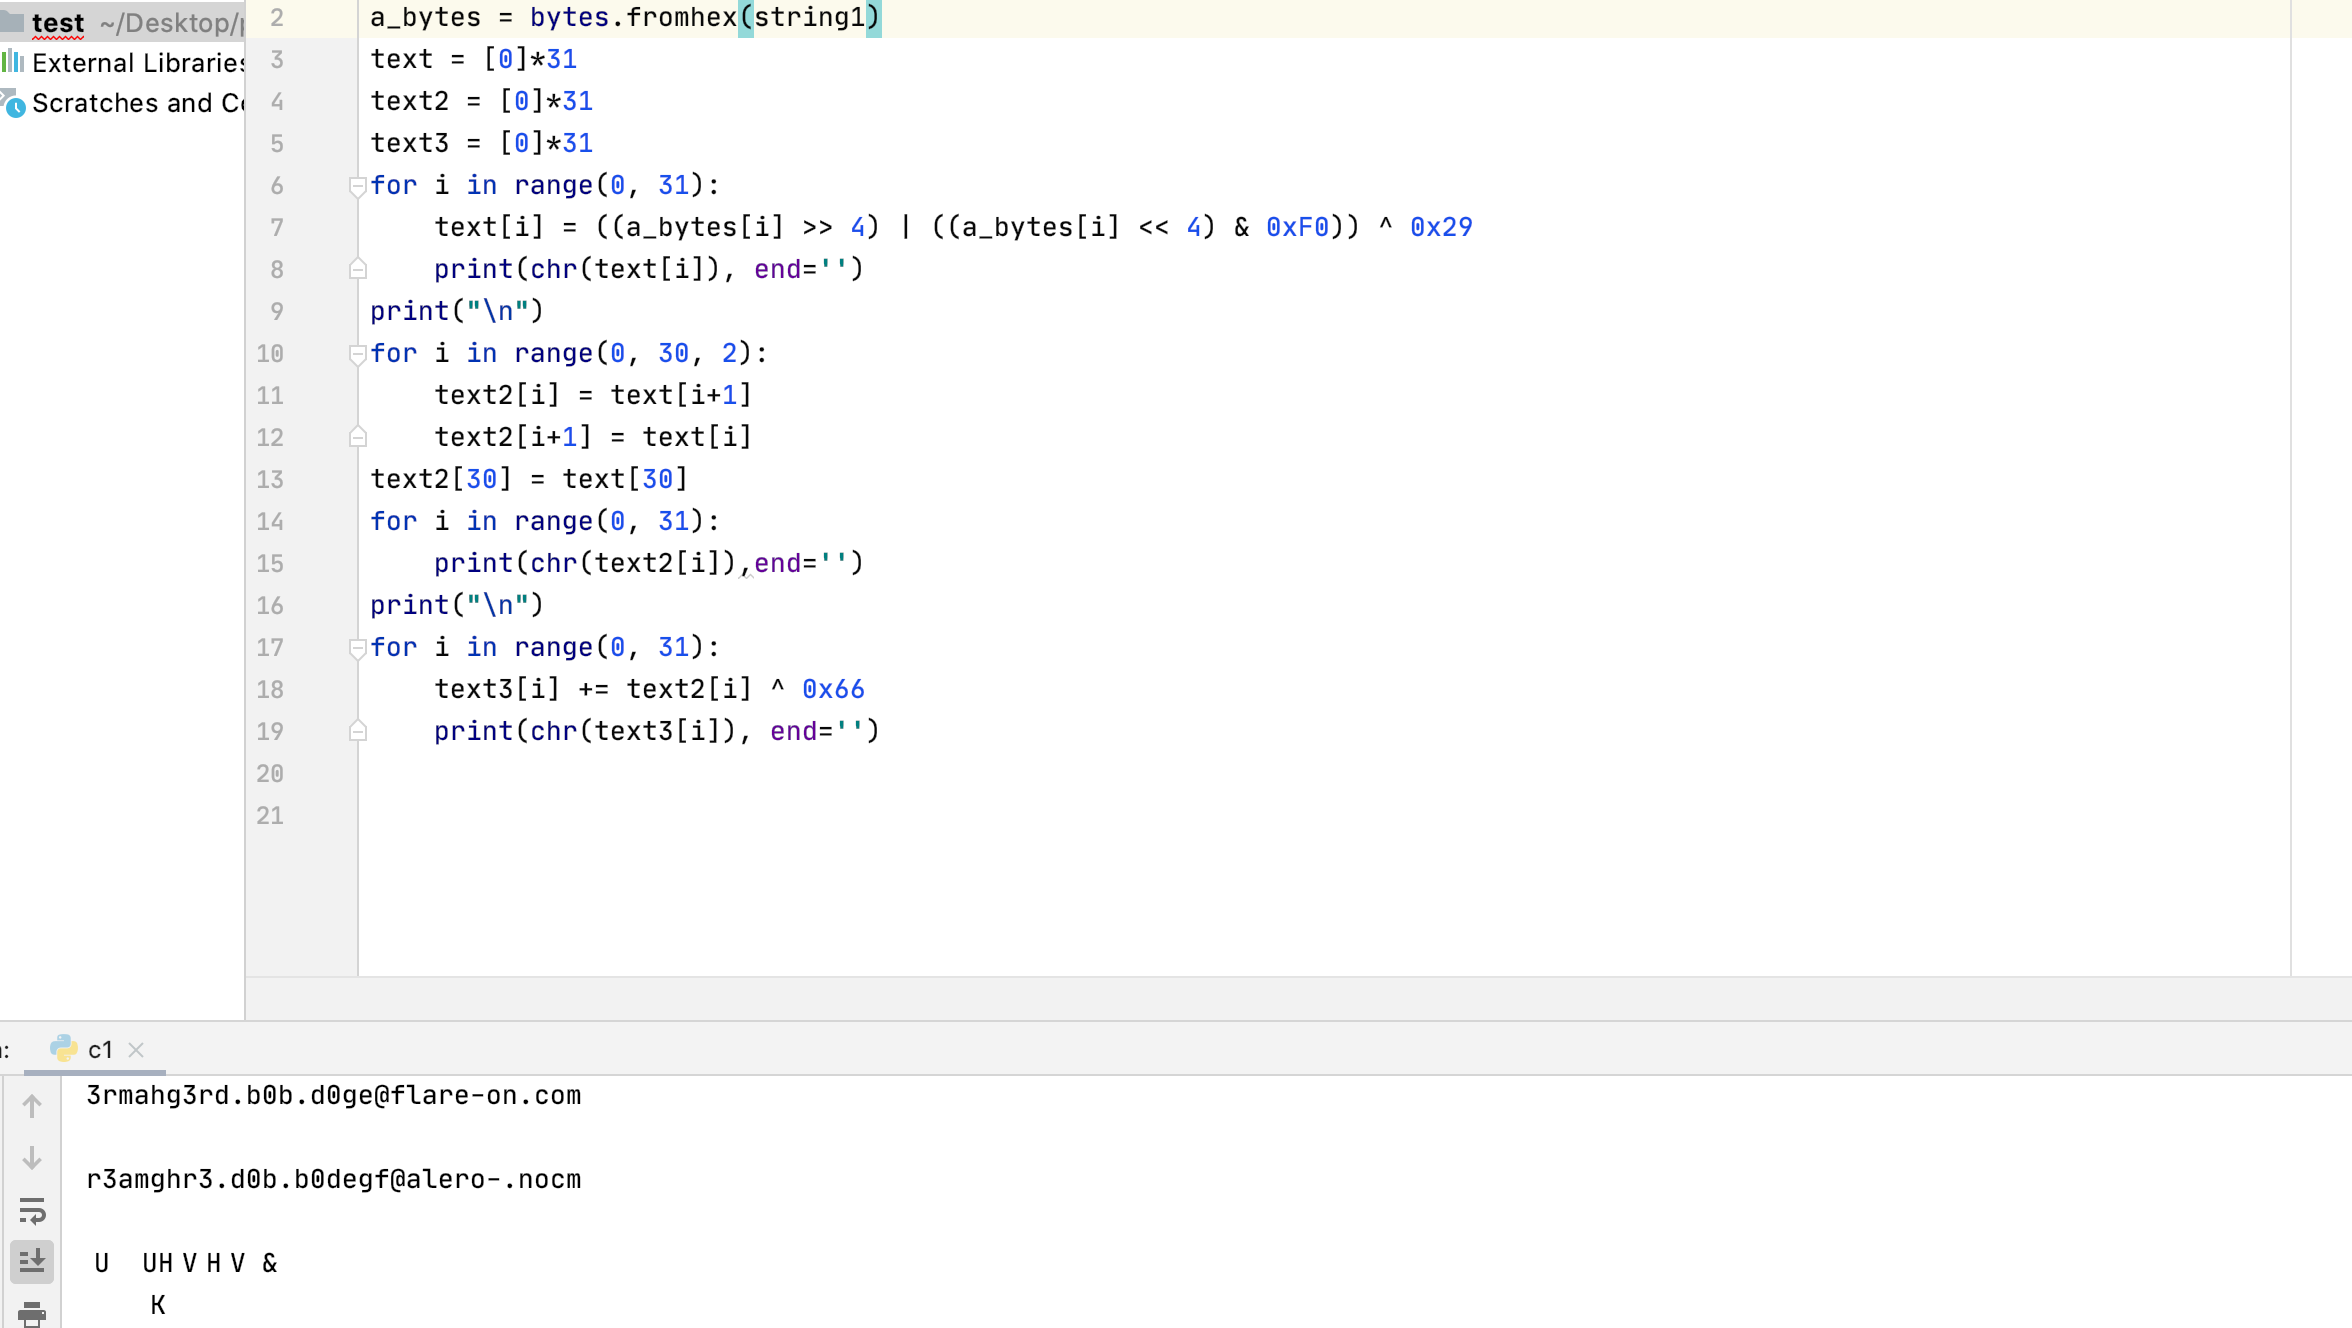 test ~/Desktop/
External Libraries
Scratches and Co
2 a_bytes = bytes.fromhex(string1)
3 text = [0]*31
4 text2 = [0]*31
5 text3 = [0]*31
6 for i in range(0, 31):
7     text[i] = ((a_bytes[i] >> 4) | ((a_bytes[i] << 4) & 0xF0)) ^ 0x29
8     print(chr(text[i]), end='')
9 print("\n")
10 for i in range(0, 30, 2):
11     text2[i] = text[i+1]
12     text2[i+1] = text[i]
13 text2[30] = text[30]
14 for i in range(0, 31):
15     print(chr(text2[i]),end='')
16 print("\n")
17 for i in range(0, 31):
18     text3[i] += text2[i] ^ 0x66
19     print(chr(text3[i]), end='')
20
21
c1
3rmahg3rd.b0b.d0ge@flare-on.com
r3amghr3.d0b.b0degf@alero-.nocm
U  UH V H V &
K